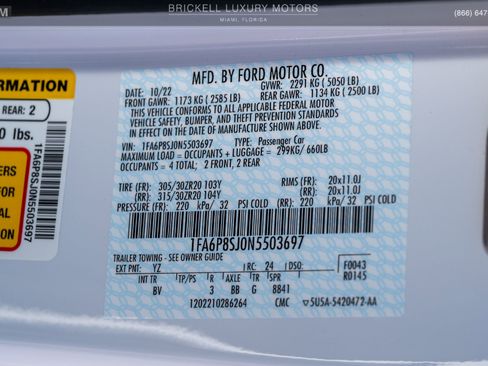 BRICKELL LUXURY MOTORS
MIAMI, FLORIDA
(866) 647
MFD. BY FORD MOTOR CO.
DATE: 10/22 GVWR: 2291 KG ( 5050 LB)
FRONT GAWR: 1173 KG ( 2585 LB) REAR GAWR: 1134 KG ( 2500 LB)
THIS VEHICLE CONFORMS TO ALL APPLICABLE FEDERAL MOTOR
VEHICLE SAFETY, BUMPER, AND THEFT PREVENTION STANDARDS
IN EFFECT ON THE DATE OF MANUFACTURE SHOWN ABOVE.
VIN: 1FA6P8SJ0N5503697 TYPE: Passenger Car
MAXIMUM LOAD = OCCUPANTS + LUGGAGE = 299KG/ 660LB
OCCUPANTS = 4 TOTAL; 2 FRONT, 2 REAR
TIRE (FR) 305/30ZR20 103Y RIMS (FR): 20x11.0J
(RR): 315/30ZR20 104Y (RR): 20x11.0J
PRESSURE (FR) 220 kPa/ 32 PSI COLD (RR) 220 kPa/ 32 PSI COLD
1FA6P8SJ0N5503697
TRAILER TOWING - SEE OWNER GUIDE
EXT PNT: YZ RC: 24 DSO: F0043
RD145
INT TR TP/PS R AXLE TR SPR
BV 3 BB G 8841
1202210286264 CMC 5U5A-5420472-AA
FORMATION
REAR: 2
0 lbs.
1FA6P8SJ0N5503697